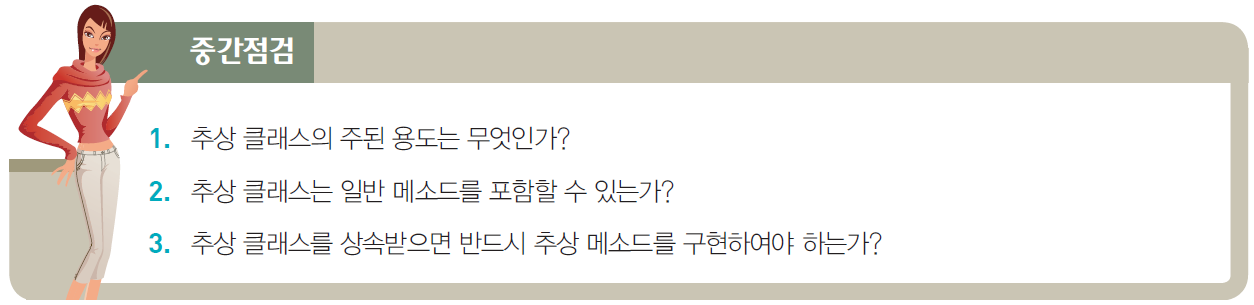 중간점검
1. 추상 클래스의 주된 용도는 무엇인가?
2. 추상 클래스는 일반 메소드를 포함할 수 있는가?
3. 추상 클래스를 상속받으면 반드시 추상 메소드를 구현하여야 하는가?